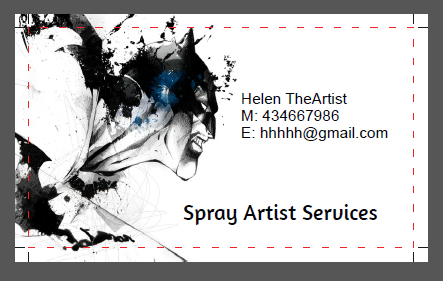 Helen TheArtist
M: 434667986
E: hhhhh@gmail.com
Spray Artist Services